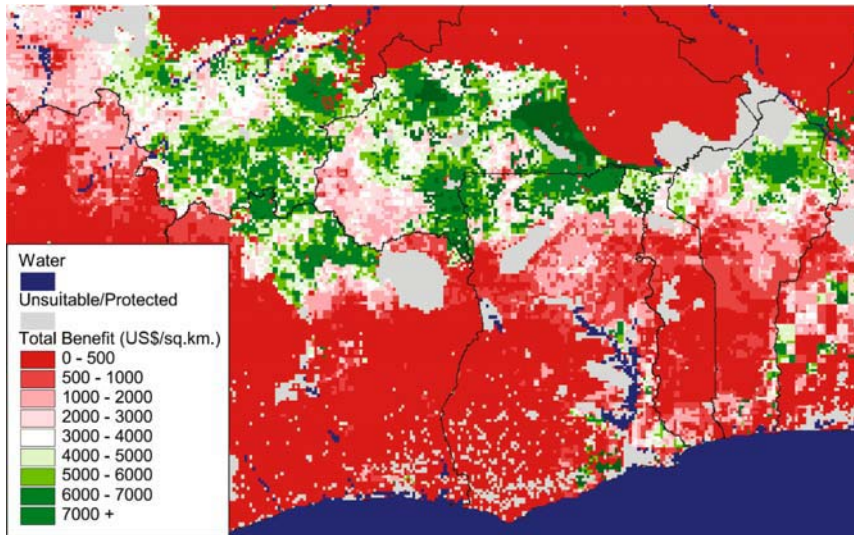 Water
Unsuitable/Protected
Total Benefit (US$/sq.km.)
0 - 500
500 - 1000
1000 - 2000
2000 - 3000
3000 - 4000
4000 - 5000
5000 - 6000
6000 - 7000
7000 +